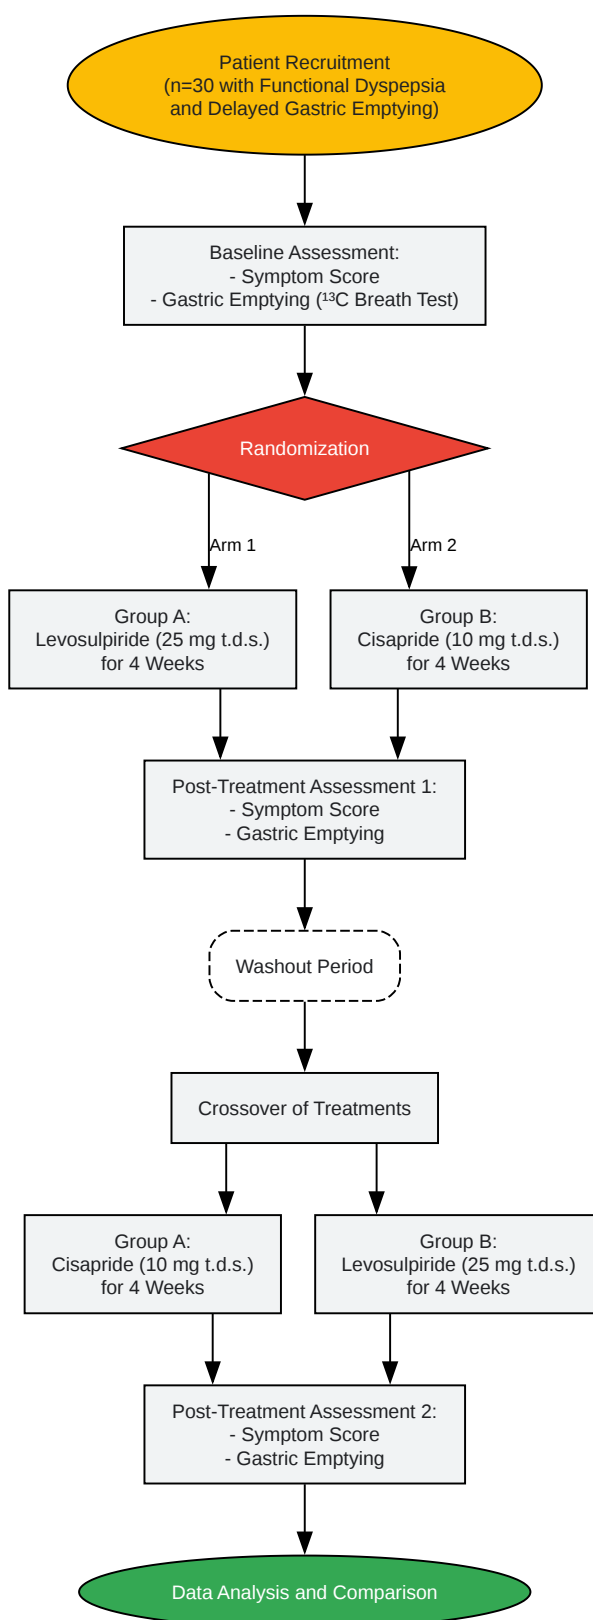 Patient Recruitment
(n=30 with Functional Dyspepsia
and Delayed Gastric Emptying)
Baseline Assessment:
- Symptom Score
- Gastric Emptying (¹³C Breath Test)
Randomization
Arm 1
Arm 2
Group A:
Levosulpiride (25 mg t.d.s.)
for 4 Weeks
Group B:
Cisapride (10 mg t.d.s.)
for 4 Weeks
Post-Treatment Assessment 1:
- Symptom Score
- Gastric Emptying
Washout Period
Crossover of Treatments
Group A:
Cisapride (10 mg t.d.s.)
for 4 Weeks
Group B:
Levosulpiride (25 mg t.d.s.)
for 4 Weeks
Post-Treatment Assessment 2:
- Symptom Score
- Gastric Emptying
Data Analysis and Comparison